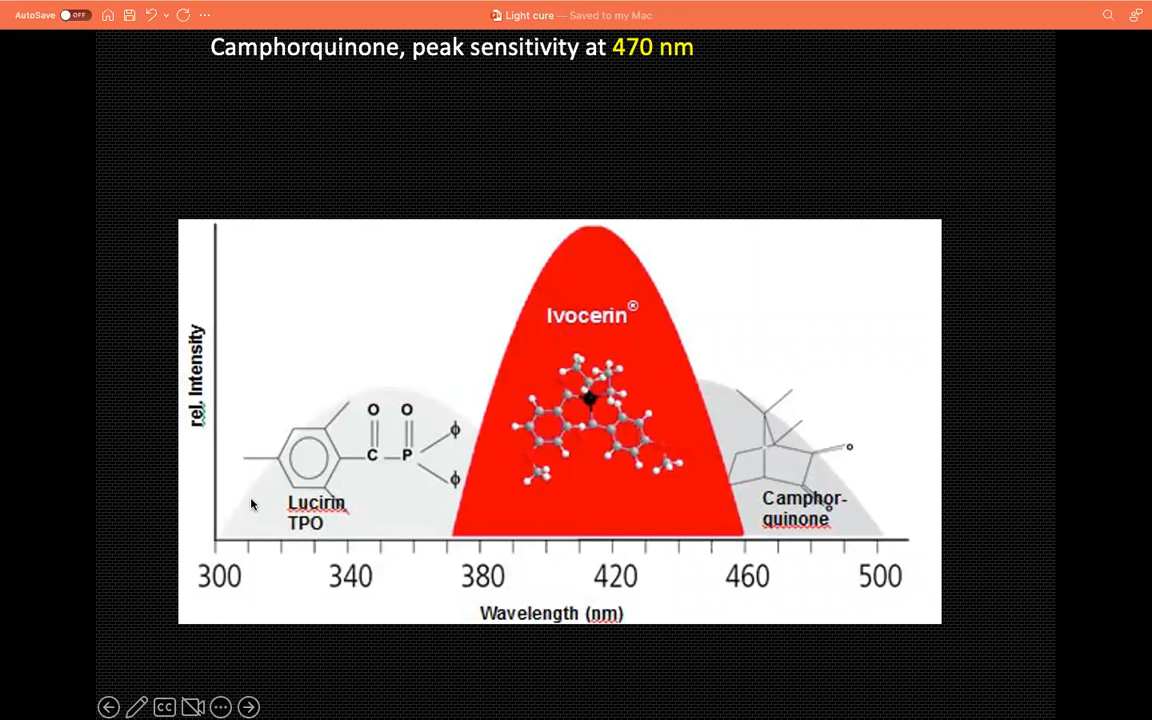 AutoSave OFF
Light cure — Saved to my Mac
Camphorquinone, peak sensitivity at 470 nm
rel. Intensity
Ivocerin®
O O
C P ϕ
ϕ
Lucirin
TPO
o
o
Camphor-
quinone
300 340 380 420 460 500
Wavelength (nm)
CC